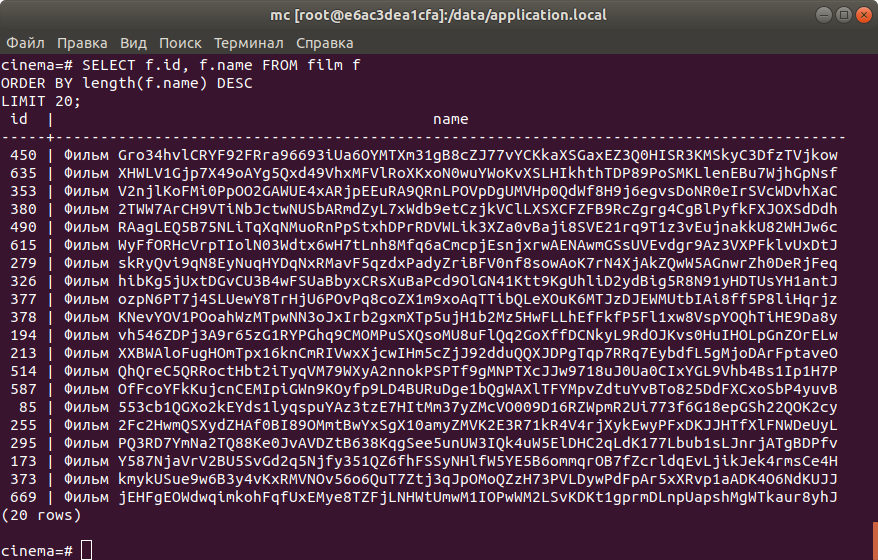 mc [root@e6ac3dea1cfa]:/data/application.local
Файл Правка Вид Поиск Терминал Справка
cinema=# SELECT f.id, f.name FROM film f
ORDER BY length(f.name) DESC
LIMIT 20;
 id  |                                          name
-----+----------------------------------------------------------------------------------------
 450 | Фильм Gro34hvlCRYF92FRra96693iUa6OYMTXm31gB8cZJ77vYCKkaXSGaxEZ3Q0HISR3KMSkyC3DfzTVjkow
 635 | Фильм XHWLV1Gjp7X49oAYg5Qxd49VhxMFVlRoXKxoN0wuYWoKvXSLHIkhthTDP89PoSMKLlenEBu7WjhGpNsf
 353 | Фильм V2njlKoFMi0PpOO2GAWUE4xARjpEEuRA9QRnLPOVpDgUMVHp0QdWf8H9j6egvsDoNR0eIrSVcWDvhXaC
 380 | Фильм 2TWW7ArCH9VTiNbJctwNUSbARmdZyL7xWdb9etCzjkVClLXSXCFZFB9RcZgrg4CgBlPyfkFXJOXSdDdh
 490 | Фильм RAagLEQ5B75NLiTqXqNMuoRnPpStxhDPrRDVWLik3XZa0vBaji8SVE21rq9T1z3vEujnakkU82WHJw6c
 615 | Фильм WyFfORHcVrpTIolN03Wdtx6wH7tLnh8Mfq6aCmcpjEsnjxrwAENAwmGSsUVEvdgr9Az3VXPFklvUxDtJ
 279 | Фильм skRyQvi9qN8EyNuqHYDqNxRMavF5qzdxPadyZriBFV0nf8sowAoK7rN4XjAkZQwW5AGnwrZh0DeRjFeq
 326 | Фильм hibKg5jUxtDGvCU3B4wFSUaBbyxCRsXuBaPcd9OlGN41Ktt9KgUhliD2ydBig5R8N91yHDTUsYH1antJ
 377 | Фильм ozpN6PT7j4SLUewY8TrHjU6POvPq8coZX1m9xoAqTTibQLeXOuK6MTJzDJEWMUtbIAi8ff5P8liHqrjz
 378 | Фильм KNevYOV1POoahWzMTpwNN3oJxIrb2gxmXTp5ujH1b2Mz5HwFLLhEfFkfP5Fl1xw8VspYOQhTiHE9Da8y
 194 | Фильм vh546ZDPj3A9r65zG1RYPGhq9CMOMPuSXQsoMU8uFlQq2GoXffDCNkyL9RdOJKvs0HuIHOLpGnZOrELw
 213 | Фильм XXBWAloFugHOmTpx16knCmRIVwxXjcwIHm5cZjJ92dduQQXJDPgTqp7RRq7EybdfL5gMjoDArFptaveO
 514 | Фильм QhQreC5QRRoctHbt2iTyqVM79WXyA2nnokPSPTf9gMNPTXcJJw9718uJ0Ua0CIxYGL9Vhb4Bs1Ip1H7P
 587 | Фильм OfFcoYFkKujcnCEMIpiGWn9KOyfp9LD4BURuDge1bQgWAXlTFYMpvZdtuYvBTo825DdFXCxoSbP4yuvB
  85 | Фильм 553cb1QGXo2kEYds1lyqspuYAz3tzE7HItMm37yZMcVO009D16RZWpmR2Ui773f6G18epGSh22QOK2cy
 255 | Фильм 2Fc2HwmQSXydZHAf0BI89OMmtBwYxSgX10amyZMVK2E3R71kR4V4rjXykEwyPFxDKJJHTfXlFNWDeUyL
 295 | Фильм PQ3RD7YmNa2TQ88Ke0JvAVDZtB638KqgSee5unUW3IQk4uW5ElDHC2qLdK177Lbub1sLJnrjATgBDPfv
 173 | Фильм Y587NjaVrV2BU5SvGd2q5Njfy351QZ6fhFSSyNHlfW5YE5B6ommqrOB7fZcrldqEvLjikJek4rmsCe4H
 373 | Фильм kmykUSue9w6B3y4vKxRMVNOv56o6QuT7Ztj3qJpOMoQZzH73PVLDywPdFpAr5xXRvp1aADK4O6NdKUJJ
 669 | Фильм jEHFgEOWdwqimkohFqfUxEMye8TZFjLNHWtUmwM1IOPwWM2LSvKDKt1gprmDLnpUapshMgWTkaur8yhJ
(20 rows)
cinema=#